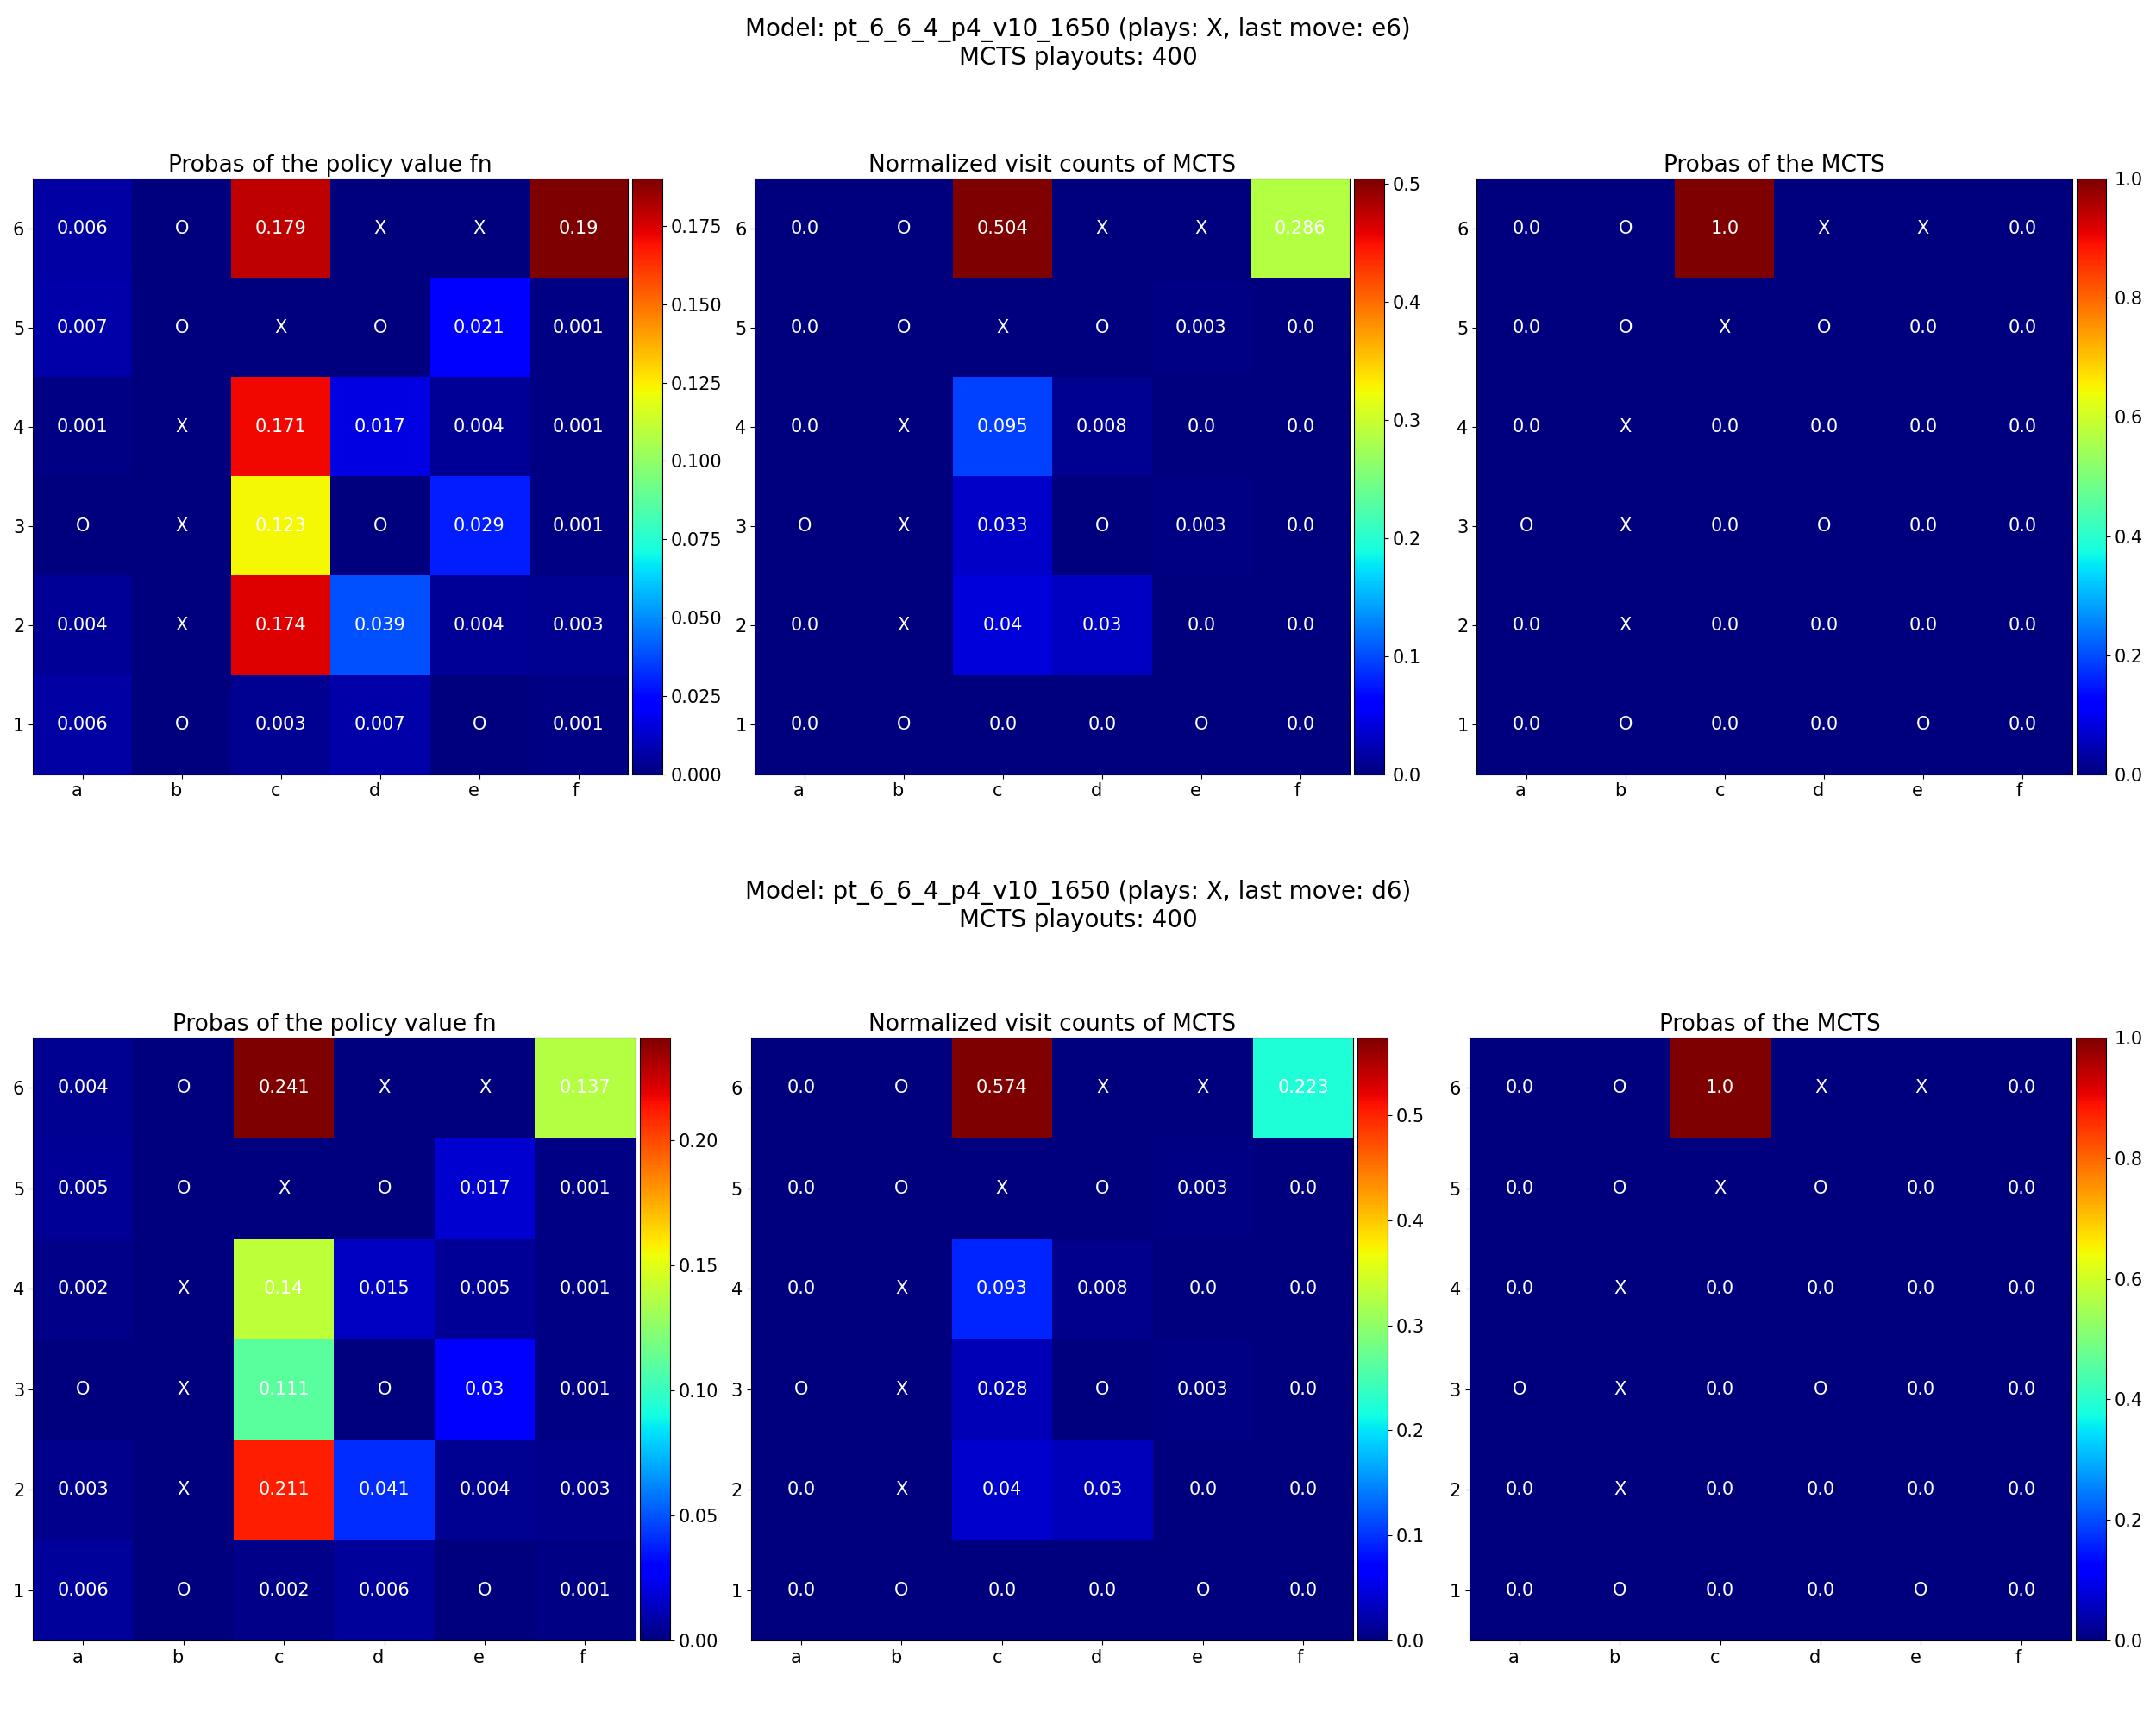 Model: pt_6_6_4_p4_v10_1650 (plays: X, last move: e6)
MCTS playouts: 400
Probas of the policy value fn
6 0.006 O 0.179 X X 0.19
5 0.007 O X O 0.021 0.001
4 0.001 X 0.171 0.017 0.004 0.001
3 O X 0.123 O 0.029 0.001
2 0.004 X 0.174 0.039 0.004 0.003
1 0.006 O 0.003 0.007 O 0.001
a b c d e f
0.175
0.150
0.125
0.100
0.075
0.050
0.025
0.000
Normalized visit counts of MCTS
6 0.0 O 0.504 X X 0.286
5 0.0 O X O 0.003 0.0
4 0.0 X 0.095 0.008 0.0 0.0
3 O X 0.033 O 0.003 0.0
2 0.0 X 0.04 0.03 0.0 0.0
1 0.0 O 0.0 0.0 O 0.0
a b c d e f
0.5
0.4
0.3
0.2
0.1
0.0
Probas of the MCTS
6 0.0 O 1.0 X X 0.0
5 0.0 O X O 0.0 0.0
4 0.0 X 0.0 0.0 0.0 0.0
3 O X 0.0 O 0.0 0.0
2 0.0 X 0.0 0.0 0.0 0.0
1 0.0 O 0.0 0.0 O 0.0
a b c d e f
1.0
0.8
0.6
0.4
0.2
0.0
Model: pt_6_6_4_p4_v10_1650 (plays: X, last move: d6)
MCTS playouts: 400
Probas of the policy value fn
6 0.004 O 0.241 X X 0.137
5 0.005 O X O 0.017 0.001
4 0.002 X 0.14 0.015 0.005 0.001
3 O X 0.111 O 0.03 0.001
2 0.003 X 0.211 0.041 0.004 0.003
1 0.006 O 0.002 0.006 O 0.001
a b c d e f
0.20
0.15
0.10
0.05
0.00
Normalized visit counts of MCTS
6 0.0 O 0.574 X X 0.223
5 0.0 O X O 0.003 0.0
4 0.0 X 0.093 0.008 0.0 0.0
3 O X 0.028 O 0.003 0.0
2 0.0 X 0.04 0.03 0.0 0.0
1 0.0 O 0.0 0.0 O 0.0
a b c d e f
0.5
0.4
0.3
0.2
0.1
0.0
Probas of the MCTS
6 0.0 O 1.0 X X 0.0
5 0.0 O X O 0.0 0.0
4 0.0 X 0.0 0.0 0.0 0.0
3 O X 0.0 O 0.0 0.0
2 0.0 X 0.0 0.0 0.0 0.0
1 0.0 O 0.0 0.0 O 0.0
a b c d e f
1.0
0.8
0.6
0.4
0.2
0.0